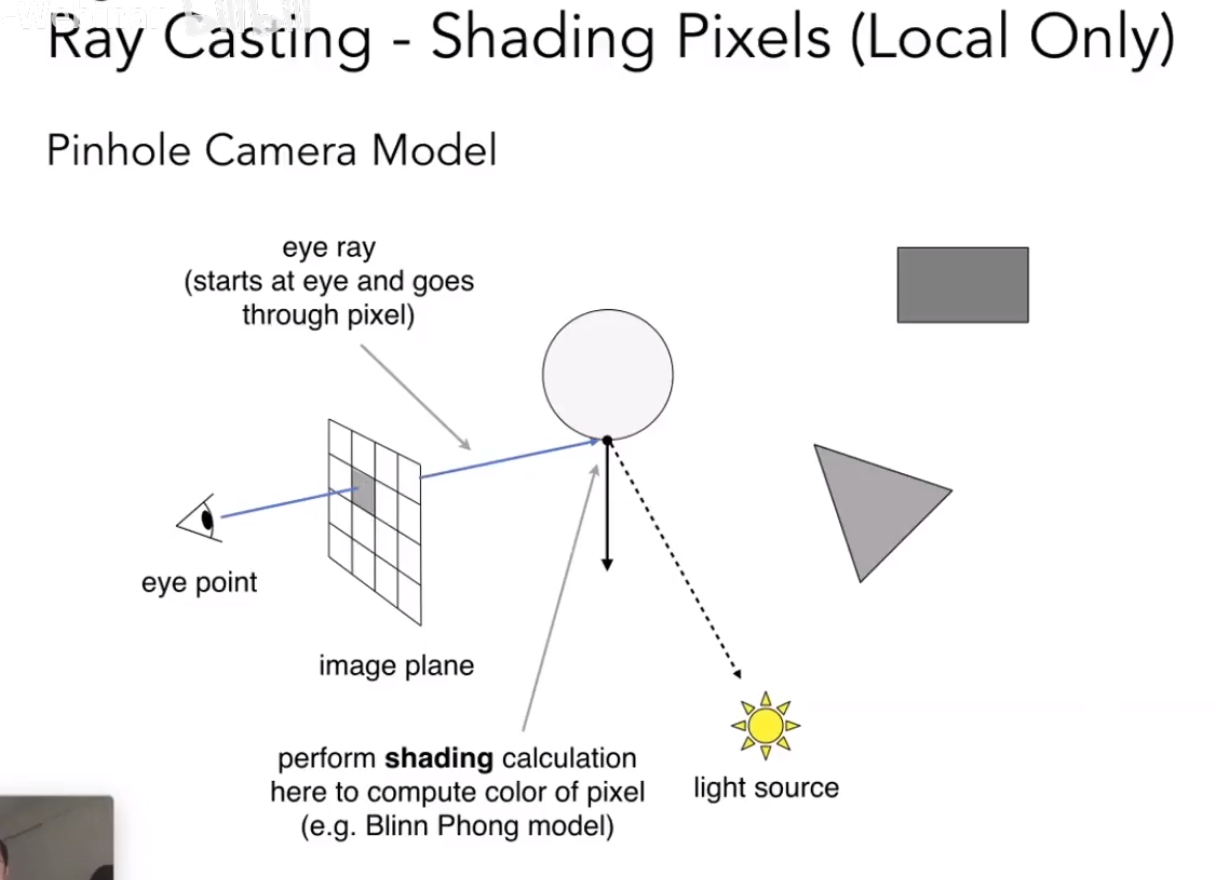 Ray Casting - Shading Pixels (Local Only)
Pinhole Camera Model
eye ray
(starts at eye and goes
through pixel)
eye point
image plane
perform shading calculation
here to compute color of pixel
(e.g. Blinn Phong model)
light source